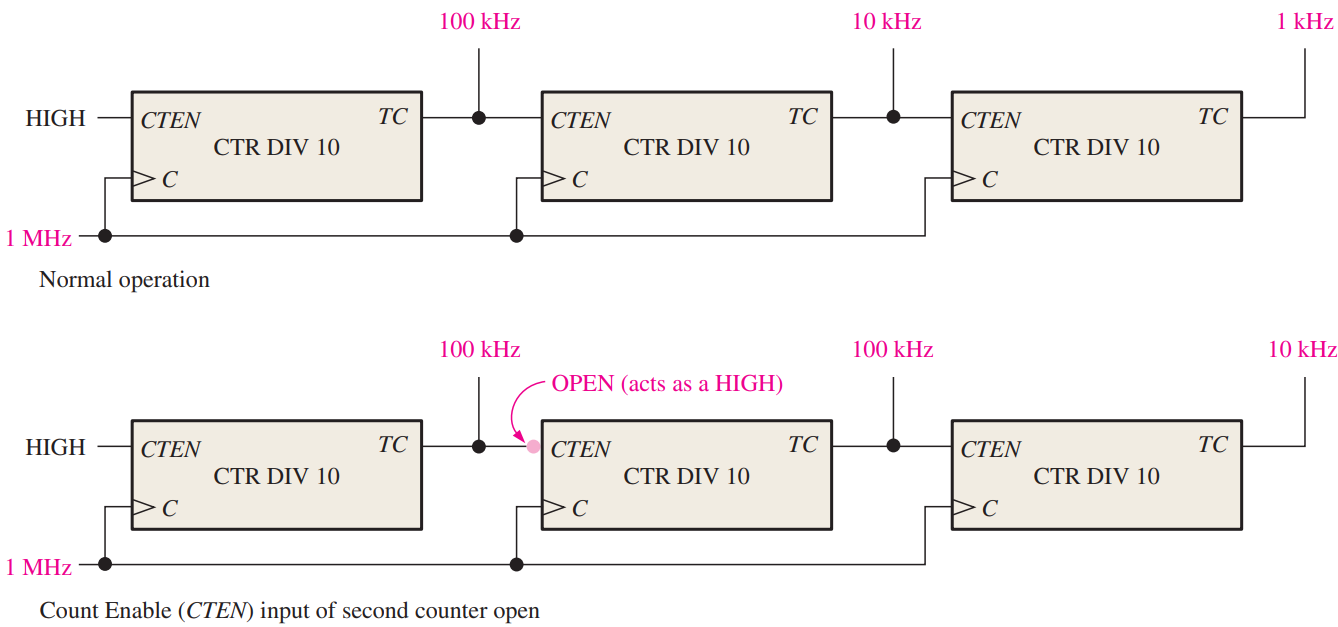 100 kHz 10 kHz 1 kHz
HIGH CTEN TC CTEN TC CTEN TC
CTR DIV 10 CTR DIV 10 CTR DIV 10
C C C
1 MHz
Normal operation
100 kHz 100 kHz 10 kHz
OPEN (acts as a HIGH)
HIGH CTEN TC CTEN TC CTEN TC
CTR DIV 10 CTR DIV 10 CTR DIV 10
C C C
1 MHz
Count Enable (CTEN) input of second counter open